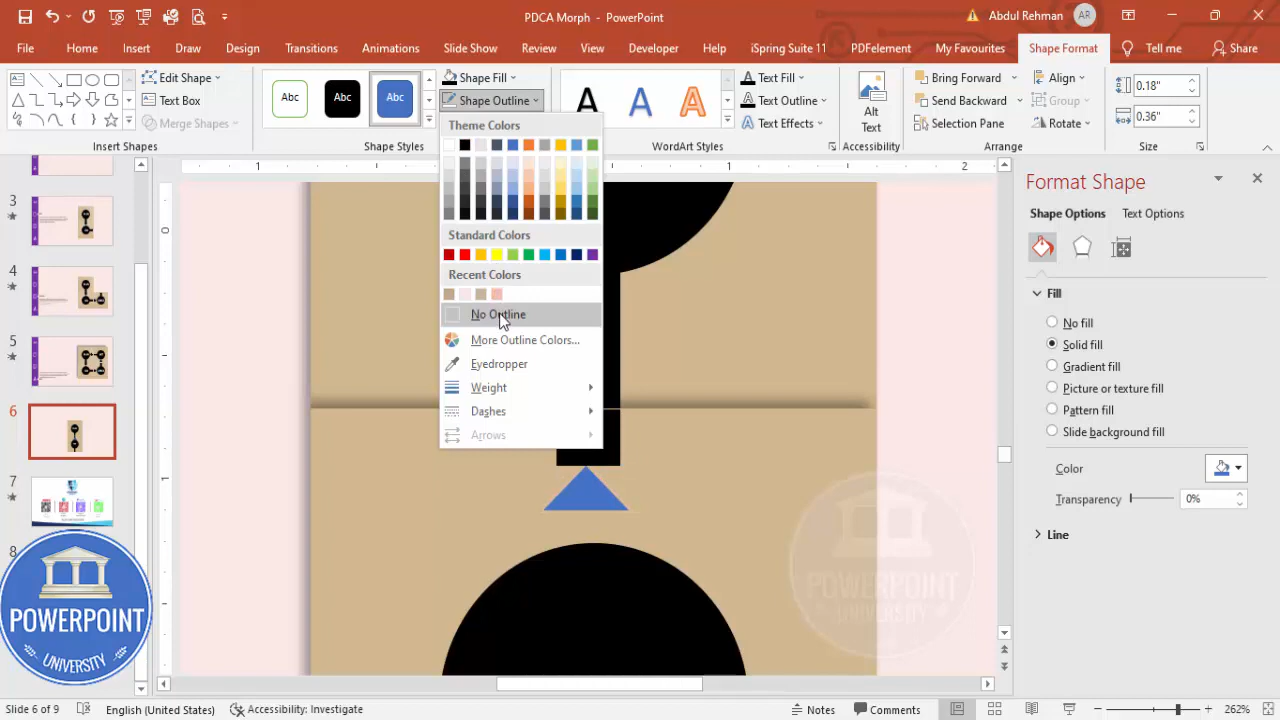 PDCA Morph - PowerPoint
Abdul Rehman
AR
File
Home
Insert
Draw
Design
Transitions
Animations
Slide Show
Review
View
Developer
Help
iSpring Suite 11
PDFelement
My Favourites
Shape Format
Tell me
Share
Edit Shape
Text Box
Merge Shapes
Insert Shapes
Abc
Abc
Abc
Shape Styles
Shape Fill
Shape Outline
A
A
A
WordArt Styles
Text Fill
Text Outline
Text Effects
Alt
Text
Accessibility
Bring Forward
Send Backward
Selection Pane
Align
Group
Rotate
Arrange
0.18"
0.36"
Size
Theme Colors
Standard Colors
Recent Colors
No Outline
More Outline Colors...
Eyedropper
Weight
Dashes
Arrows
1
1
2
0
1
3
4
5
6
7
8
POWERPOINT
UNIVERSITY
POWERPOINT
UNIVERSITY
Format Shape
Shape Options
Text Options
Fill
No fill
Solid fill
Gradient fill
Picture or texture fill
Pattern fill
Slide background fill
Color
Transparency
0%
Line
Slide 6 of 9
English (United States)
Accessibility: Investigate
Notes
Comments
262%